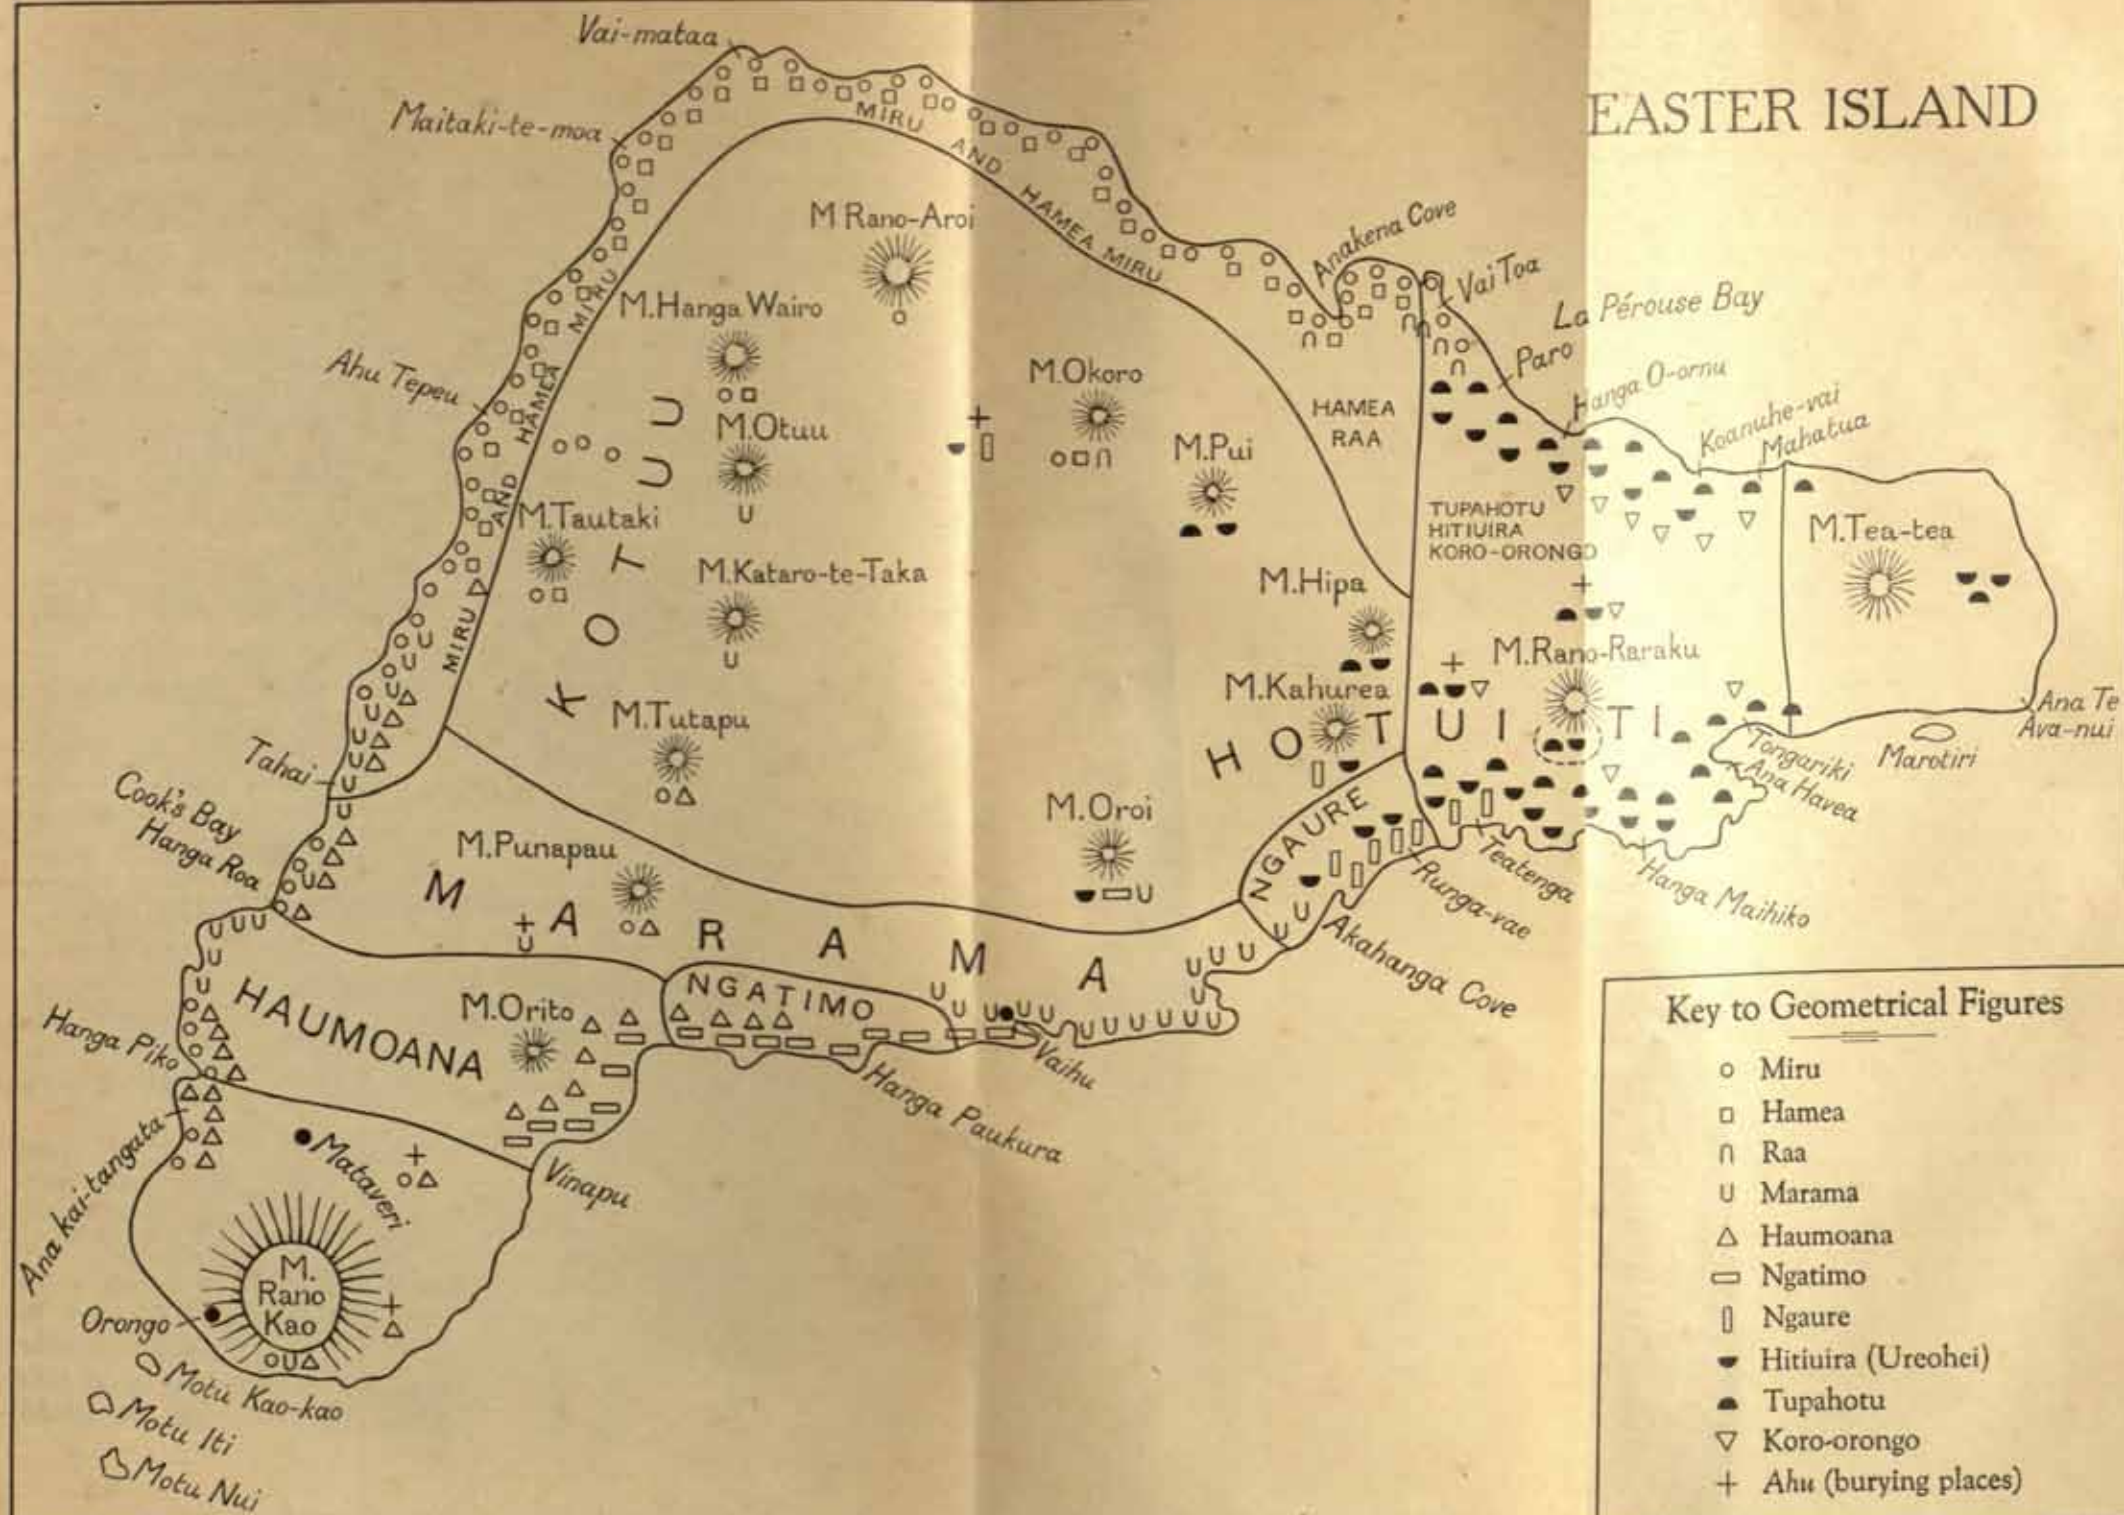 EASTER ISLAND
Vai-mataa
Maitaki-te-moa
MIRU AND HAMEA MIRU
M Rano-Aroi
Anakena Cove
Vai Toa
La Pérouse Bay
Paro
Hanga O-ornu
Koanuhe-vai
Mahatua
M.Hanga Wairo
Ahu Tepeu
M.Okoro
HAMEA
RAA
M.Otuu
M.Pui
M.Tautaki
TUPAHOTU
HITIUIRA
KORO-ORONGO
M.Tea-tea
M.Kataro-te-Taka
M.Hipa
MIRU AND HAMEA MIRU
KOTUU
M.Rano-Raraku
M.Kahurea
M.Tutapu
HOTUITI
Ana Te
Ava-nui
Marotiri
Tongariki
Ana Havea
Tahai
Cook's Bay
Hanga Roa
M.Oroi
NGAURE
M.Punapau
Teatenga
Runga-vae
Hanga Maihiko
Akahanga Cove
MARAMA
NGATIMO
HAUMOANA
M.Orito
Hanga Piko
Vaihu
Hanga Paukura
Ana kai-tangata
Mataveri
Vinapu
M.
Rano
Kao
Orongo
Motu Kao-kao
Motu Iti
Motu Nui
Key to Geometrical Figures
Miru
Hamea
Raa
Marama
Haumoana
Ngatimo
Ngaure
Hitiuira (Ureohei)
Tupahotu
Koro-orongo
Ahu (burying places)